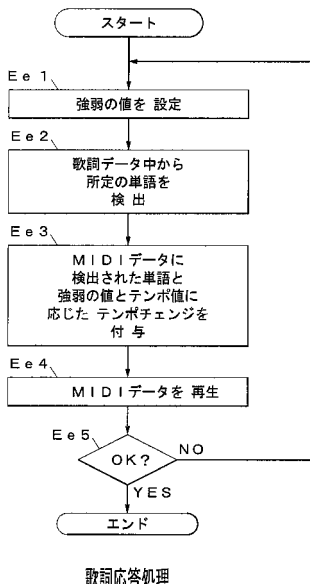 スタート
Ee1
強弱の値を 設定
Ee2
歌詞データ中から
所定の単語を
検 出
Ee3
MIDIデータに
検出された単語と
強弱の値とテンポ値に
応じた テンポチェンジを
付 与
Ee4
MIDIデータを 再生
Ee5
OK?
NO
YES
エンド
歌詞応答処理